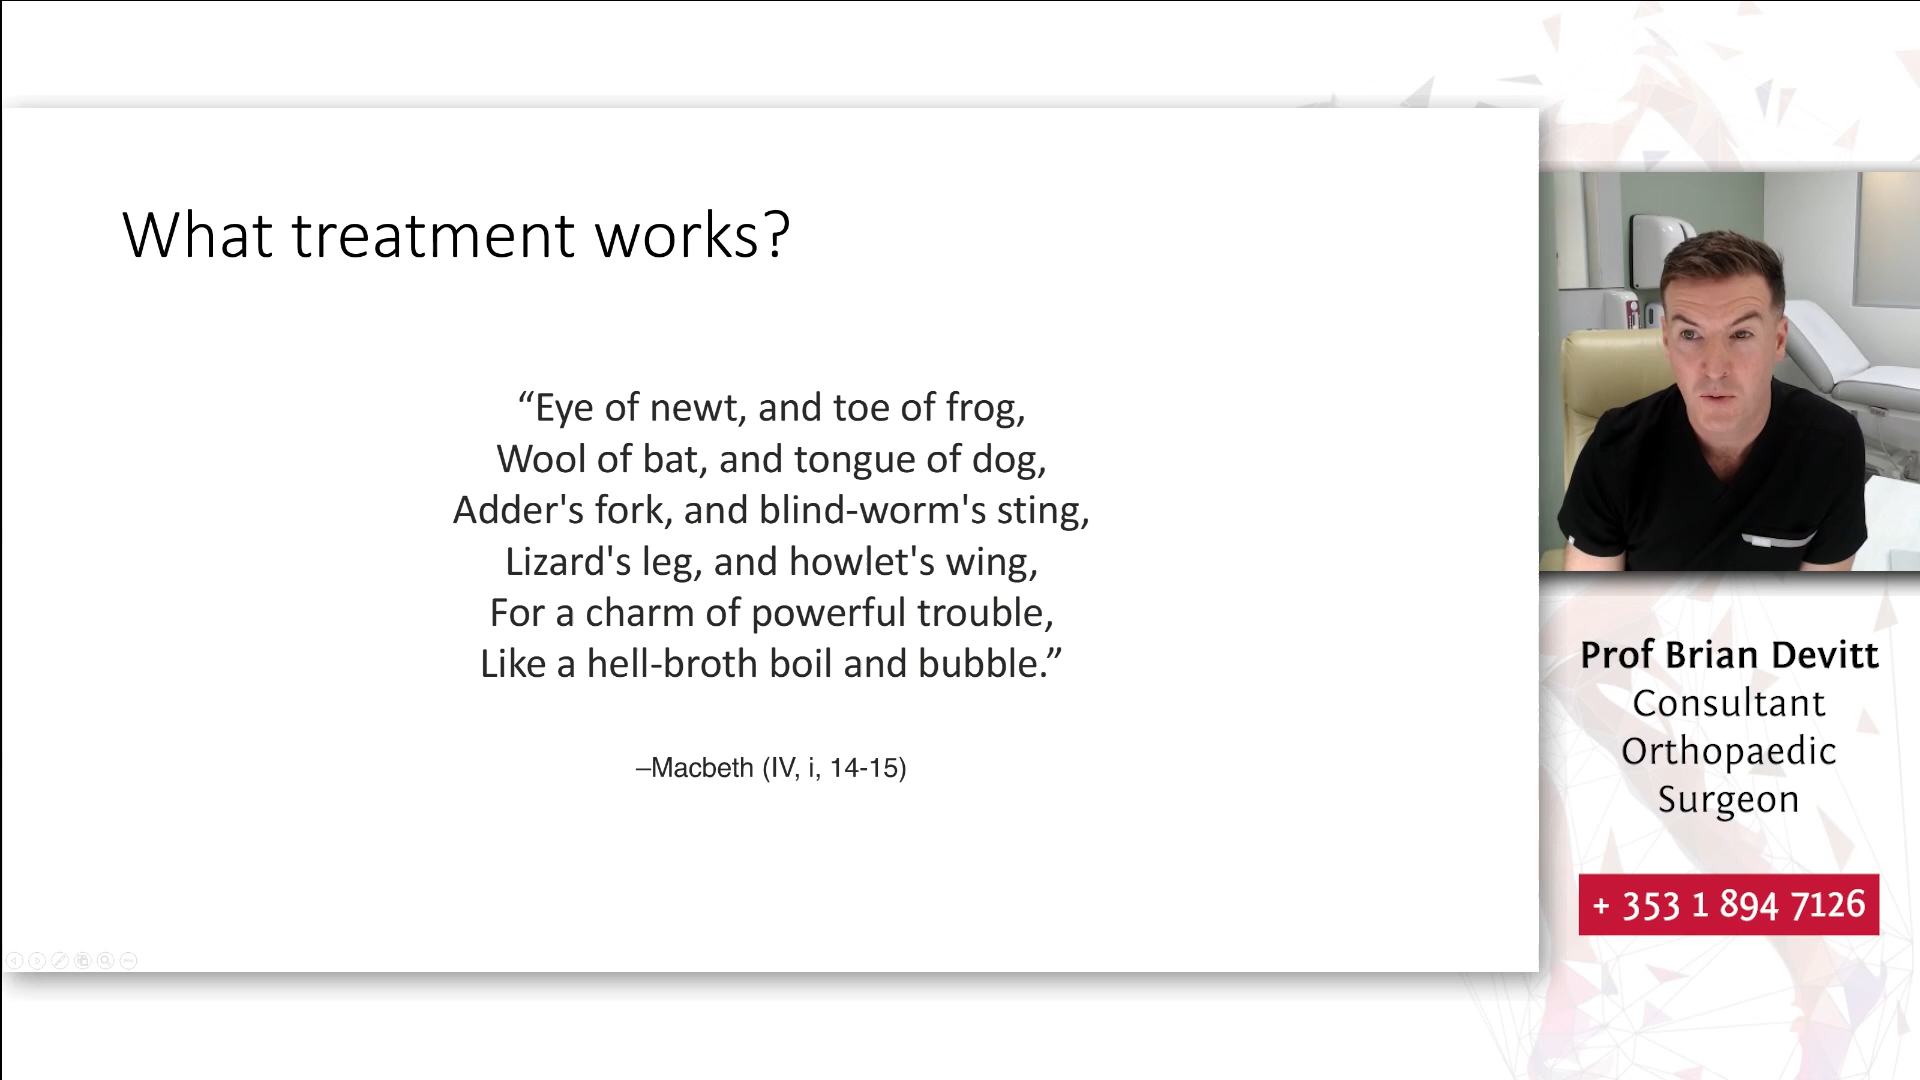 What treatment works?
“Eye of newt, and toe of frog,
Wool of bat, and tongue of dog,
Adder's fork, and blind-worm's sting,
Lizard's leg, and howlet's wing,
For a charm of powerful trouble,
Like a hell-broth boil and bubble.”
–Macbeth (IV, i, 14-15)
Prof Brian Devitt
Consultant
Orthopaedic
Surgeon
+ 353 1 894 7126